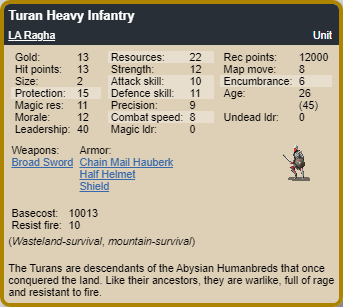 Turan Heavy Infantry
LA Ragha Unit
Gold: 13 Resources: 22 Rec points: 12000
Hit points: 13 Strength: 12 Map move: 8
Size: 2 Attack skill: 10 Encumbrance: 6
Protection: 15 Defence skill: 11 Age: 26
Magic res: 11 Precision: 9 (45)
Morale: 12 Combat speed: 8 Undead ldr: 0
Leadership: 40 Magic ldr: 0
Weapons: Armor:
Broad Sword Chain Mail Hauberk
Half Helmet
Shield
Basecost: 10013
Resist fire: 10
(Wasteland-survival, mountain-survival)
The Turans are descendants of the Abysian Humanbreds that once
conquered the land. Like their ancestors, they are warlike, full of rage
and resistant to fire.